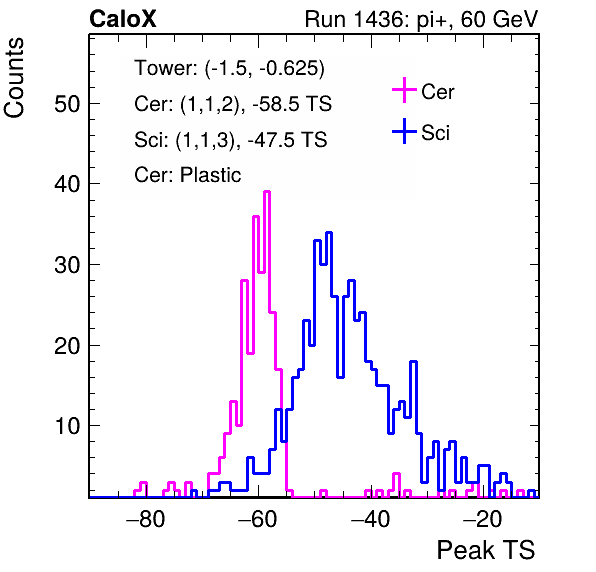 CaloX Run 1436: pi+, 60 GeV
Tower: (-1.5, -0.625)
Cer: (1,1,2), -58.5 TS
Sci: (1,1,3), -47.5 TS
Cer: Plastic
Cer
Sci
Counts
50
40
30
20
10
−80 −60 −40 −20
Peak TS